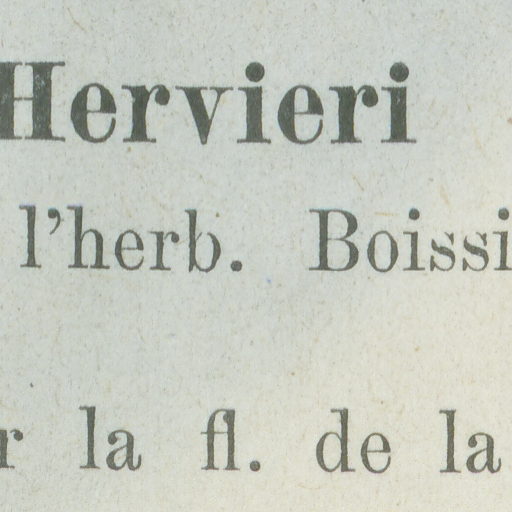 Hervieri
l'herb. Boissi
r la fl. de la